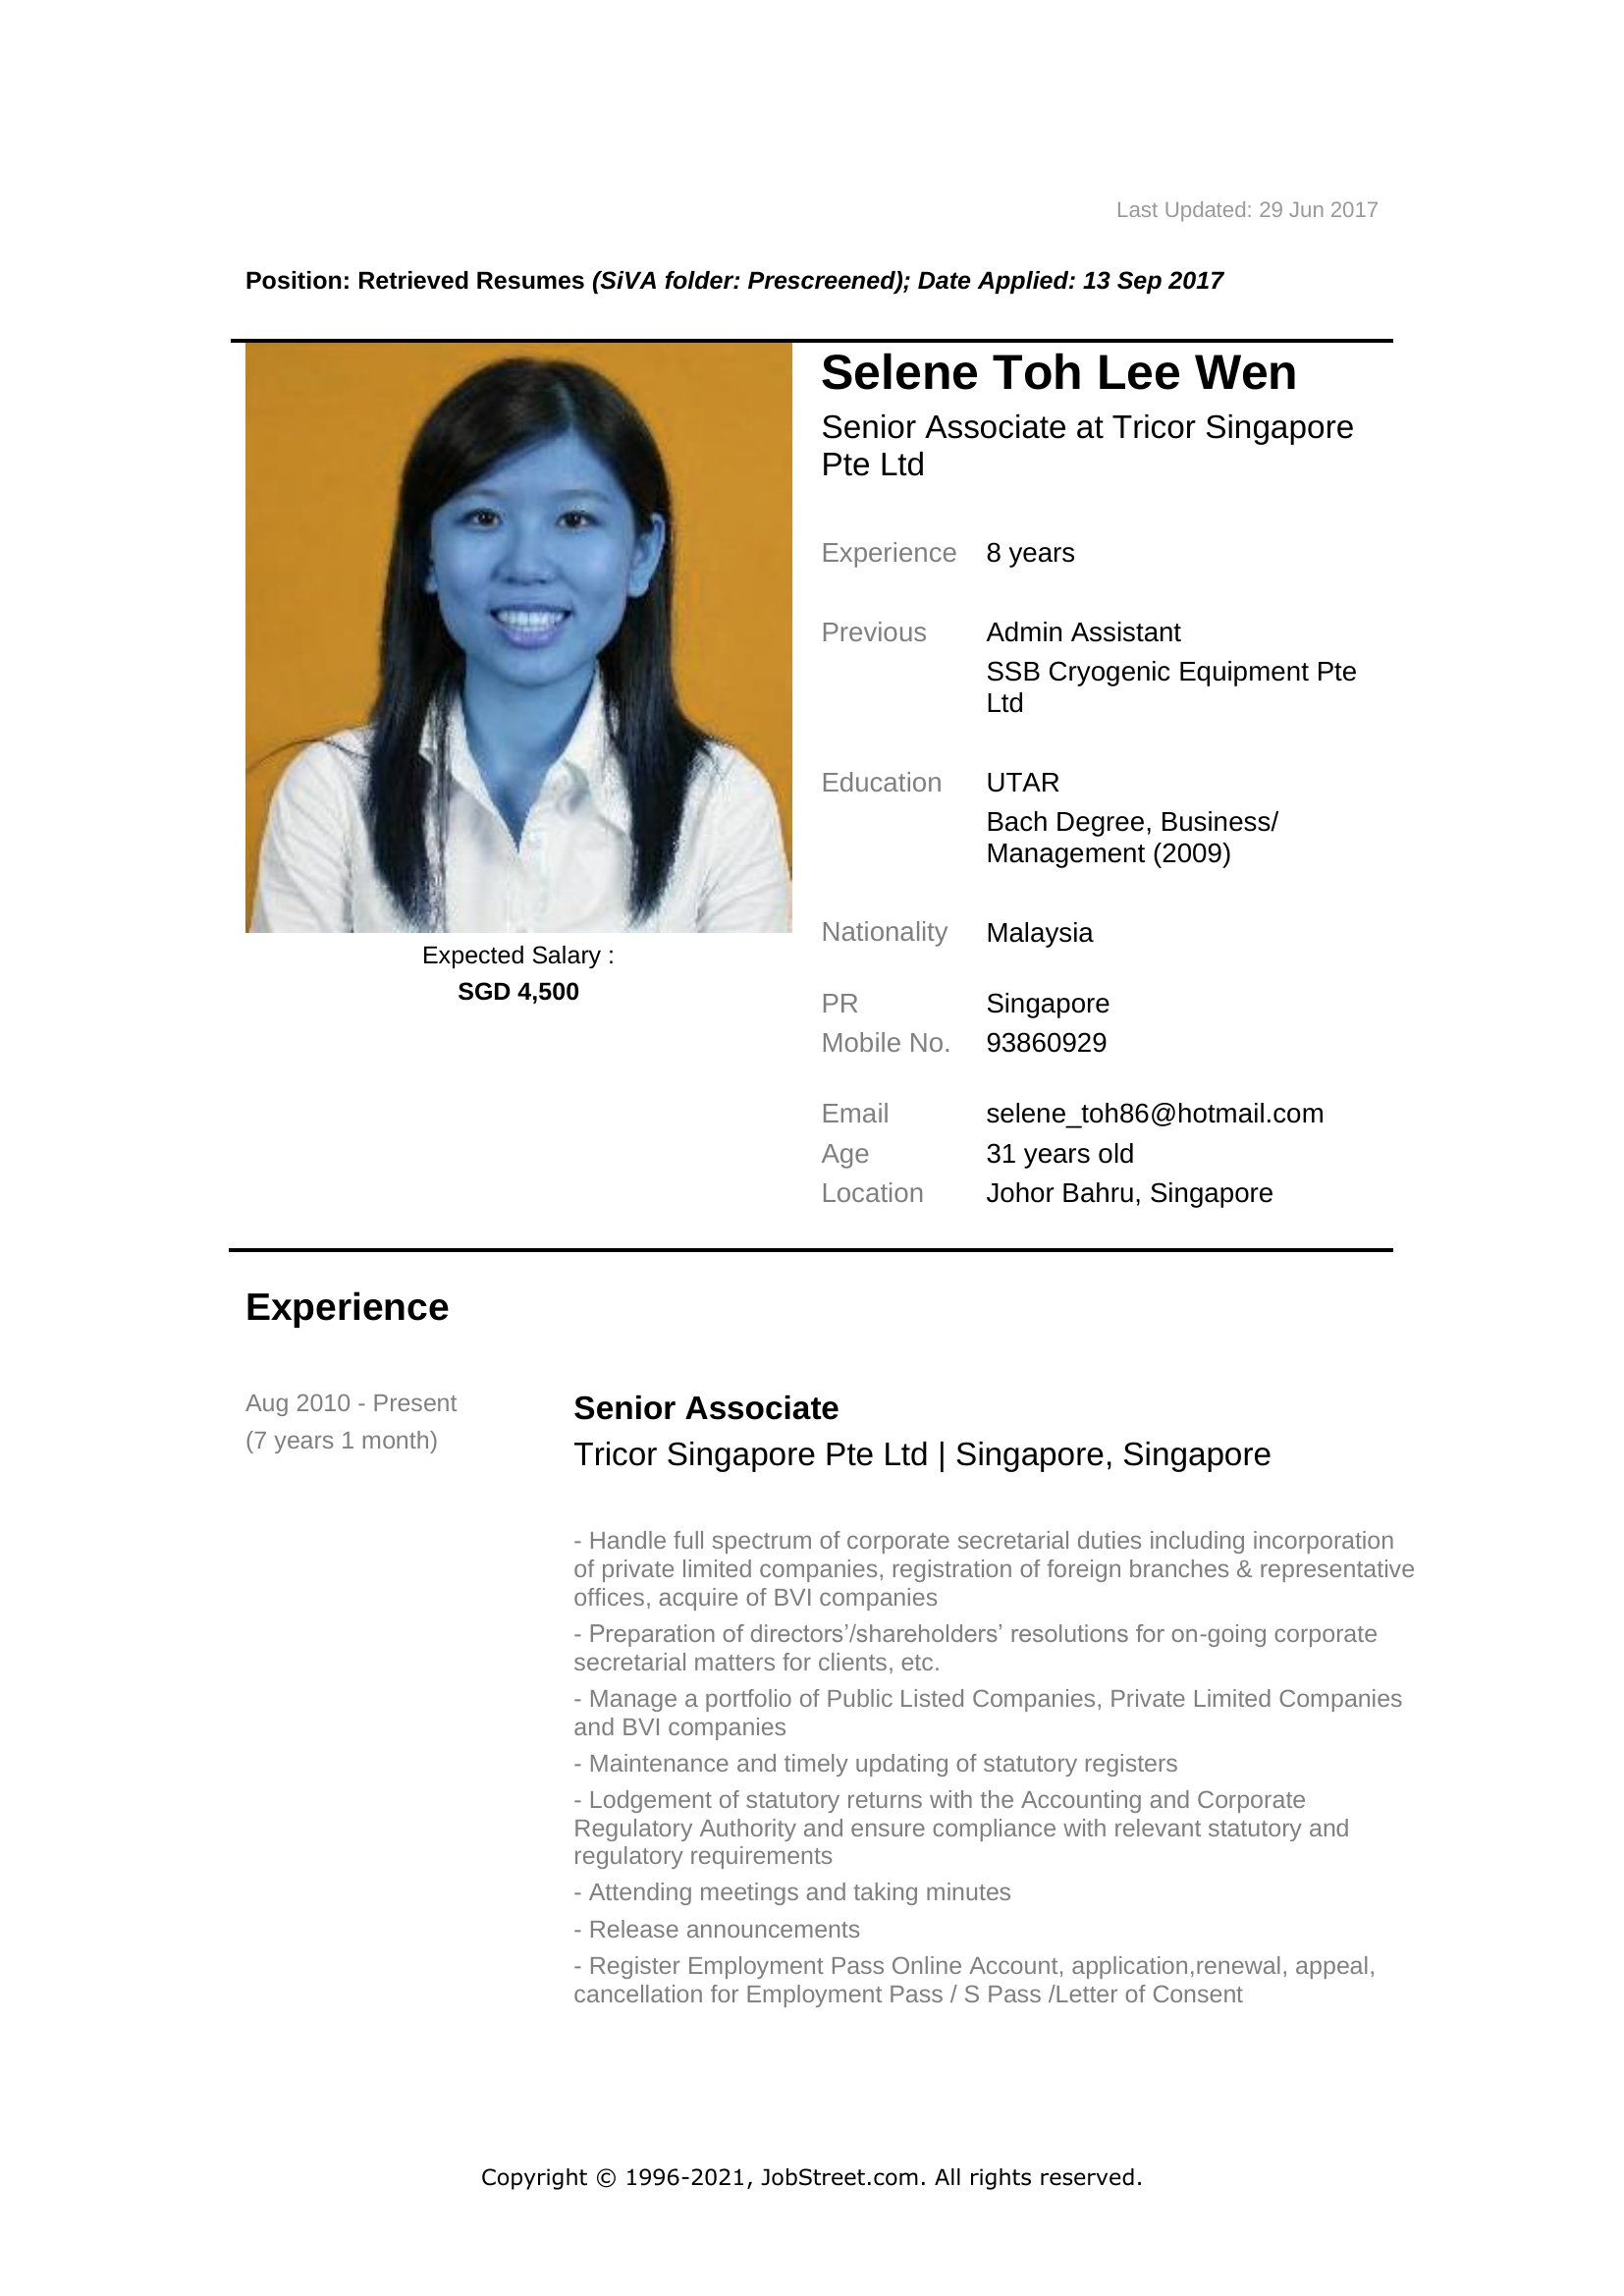 Last Updated: 29 Jun 2017
Position: Retrieved Resumes (SiVA folder: Prescreened); Date Applied: 13 Sep 2017
Selene Toh Lee Wen
Senior Associate at Tricor Singapore
Pte Ltd
Experience 8 years
Previous Admin Assistant
SSB Cryogenic Equipment Pte
Ltd
Education UTAR
Bach Degree, Business/
Management (2009)
Nationality Malaysia
Expected Salary :
SGD 4,500
PR Singapore
Mobile No. 93860929
Email selene_toh86@hotmail.com
Age 31 years old
Location Johor Bahru, Singapore
Experience
Aug 2010 - Present
(7 years 1 month)
Senior Associate
Tricor Singapore Pte Ltd | Singapore, Singapore
- Handle full spectrum of corporate secretarial duties including incorporation
of private limited companies, registration of foreign branches & representative
offices, acquire of BVI companies
- Preparation of directors’/shareholders’ resolutions for on-going corporate
secretarial matters for clients, etc.
- Manage a portfolio of Public Listed Companies, Private Limited Companies
and BVI companies
- Maintenance and timely updating of statutory registers
- Lodgement of statutory returns with the Accounting and Corporate
Regulatory Authority and ensure compliance with relevant statutory and
regulatory requirements
- Attending meetings and taking minutes
- Release announcements
- Register Employment Pass Online Account, application,renewal, appeal,
cancellation for Employment Pass / S Pass /Letter of Consent
Copyright © 1996-2021, JobStreet.com. All rights reserved.